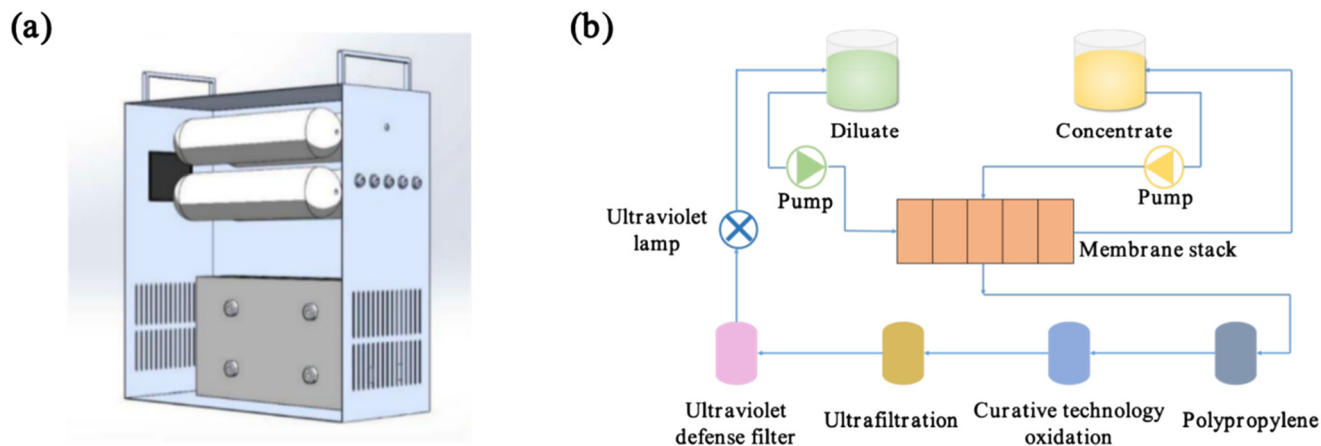 (a)
(b)
Diluate
Concentrate
Pump
Pump
Ultraviolet
lamp
Membrane stack
Ultraviolet
defense filter
Ultrafiltration
Curative technology
oxidation
Polypropylene